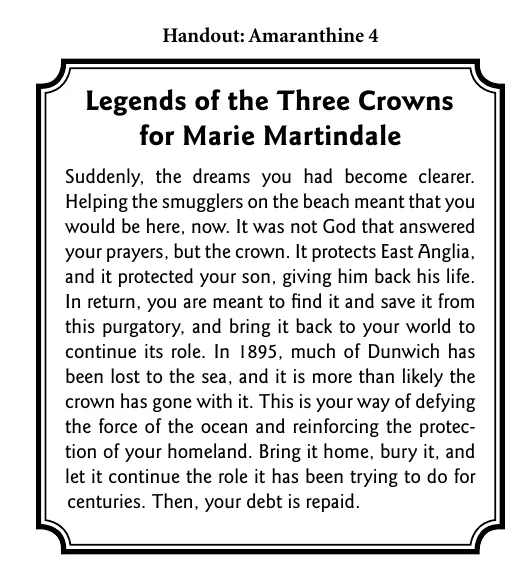 Handout: Amaranthine 4
Legends of the Three Crowns
for Marie Martindale
Suddenly, the dreams you had become clearer.
Helping the smugglers on the beach meant that you
would be here, now. It was not God that answered
your prayers, but the crown. It protects East Anglia,
and it protected your son, giving him back his life.
In return, you are meant to find it and save it from
this purgatory, and bring it back to your world to
continue its role. In 1895, much of Dunwich has
been lost to the sea, and it is more than likely the
crown has gone with it. This is your way of defying
the force of the ocean and reinforcing the protec-
tion of your homeland. Bring it home, bury it, and
let it continue the role it has been trying to do for
centuries. Then, your debt is repaid.